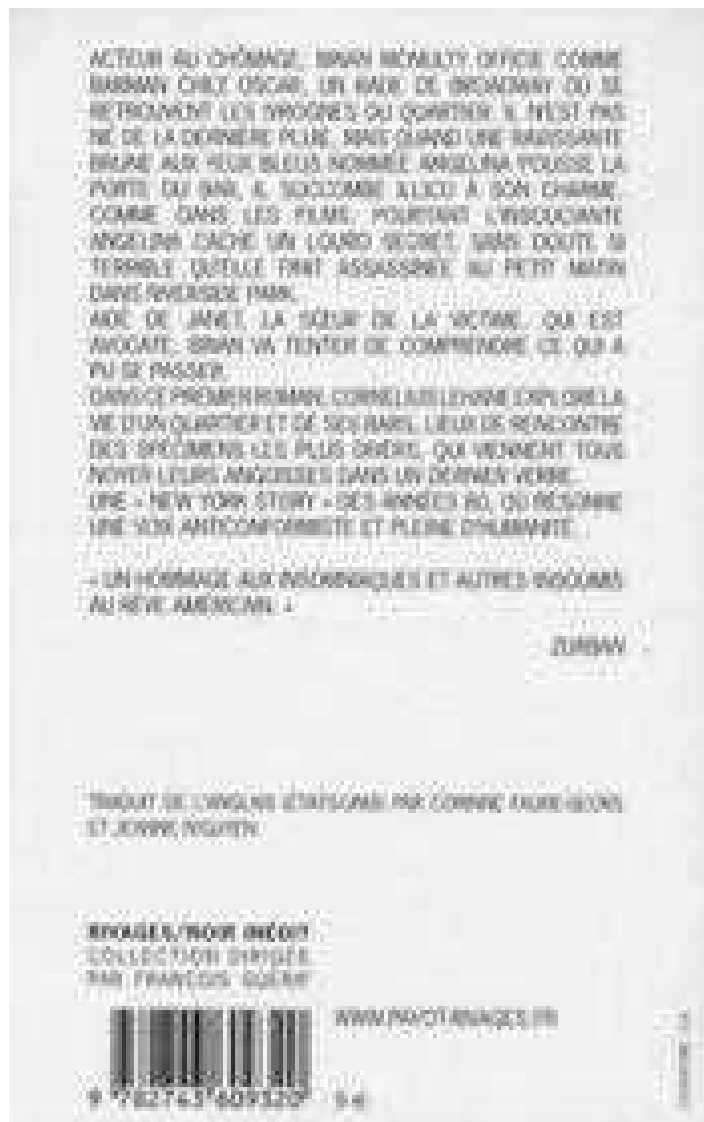 ACTEUR AU CHÔMAGE, BRIAN MCNULTY OFFICIE COMME
BARMAN CHEZ OSCAR, UN RADE DE BROADWAY OÙ SE
RETROUVENT LES IVROGNES DU QUARTIER. IL N'EST PAS
NÉ DE LA DERNIÈRE PLUIE, MAIS QUAND UNE RAVISSANTE
BRUNE AUX YEUX BLEUS NOMMÉE ANGELINA POUSSE LA
PORTE DU BAR, IL SUCCOMBE ILLICO À SON CHARME.
COMME DANS LES FILMS. POURTANT L'INSOUCIANTE
ANGELINA CACHE UN LOURD SECRET, SANS DOUTE SI
TERRIBLE QU'ELLE FINIT ASSASSINÉE AU PETIT MATIN
DANS RIVERSIDE PARK.
AIDÉ DE JANET, LA SŒUR DE LA VICTIME, QUI EST
AVOCATE, BRIAN VA TENTER DE COMPRENDRE CE QUI A
PU SE PASSER.
DANS CE PREMIER ROMAN, CORNELIUS LEHANE EXPLORE LA
VIE D'UN QUARTIER ET DE SES BARS, LIEUX DE RENCONTRE
DES SPÉCIMENS LES PLUS DIVERS, QUI VIENNENT TOUS
NOYER LEURS ANGOISSES DANS UN DERNIER VERRE.
UNE « NEW YORK STORY » DES ANNÉES 80, OÙ RÉSONNE
UNE VOIX ANTICONFORMISTE ET PLEINE D'HUMANITÉ.
« UN HOMMAGE AUX INSOMNIAQUES ET AUTRES INSOUMIS
AU RÊVE AMÉRICAIN. »
ZURBAN
TRADUIT DE L'ANGLAIS (ÉTATS-UNIS) PAR CORINNE
ET NGUYEN
RIVAGES/NOIR INÉDIT
COLLECTION DIRIGÉE
PAR FRANÇOIS GUÉRIF
WWW.PAYOT-RIVAGES.FR
9 782743 609320